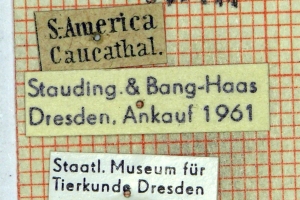 S-America
Caucathal.
Stauding. & Bang-Haas
Dresden, Ankauf 1961
Staatl. Museum für
Tierkunde Dresden